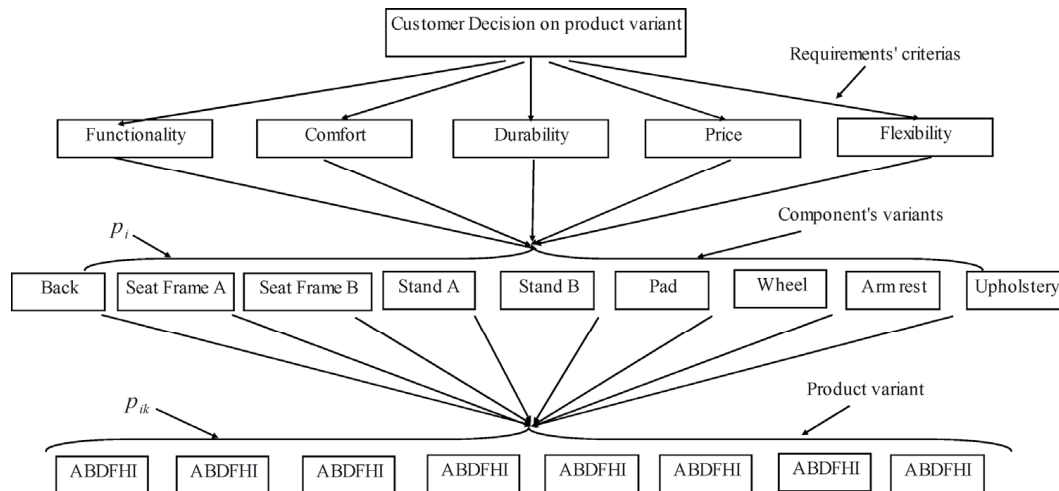 Customer Decision on product variant
Requirements' criterias
Functionality
Comfort
Durability
Price
Flexibility
p_i
Component's variants
Back
Seat Frame A
Seat Frame B
Stand A
Stand B
Pad
Wheel
Arm rest
Upholstery
p_ik
Product variant
ABDFHI
ABDFHI
ABDFHI
ABDFHI
ABDFHI
ABDFHI
ABDFHI
ABDFHI